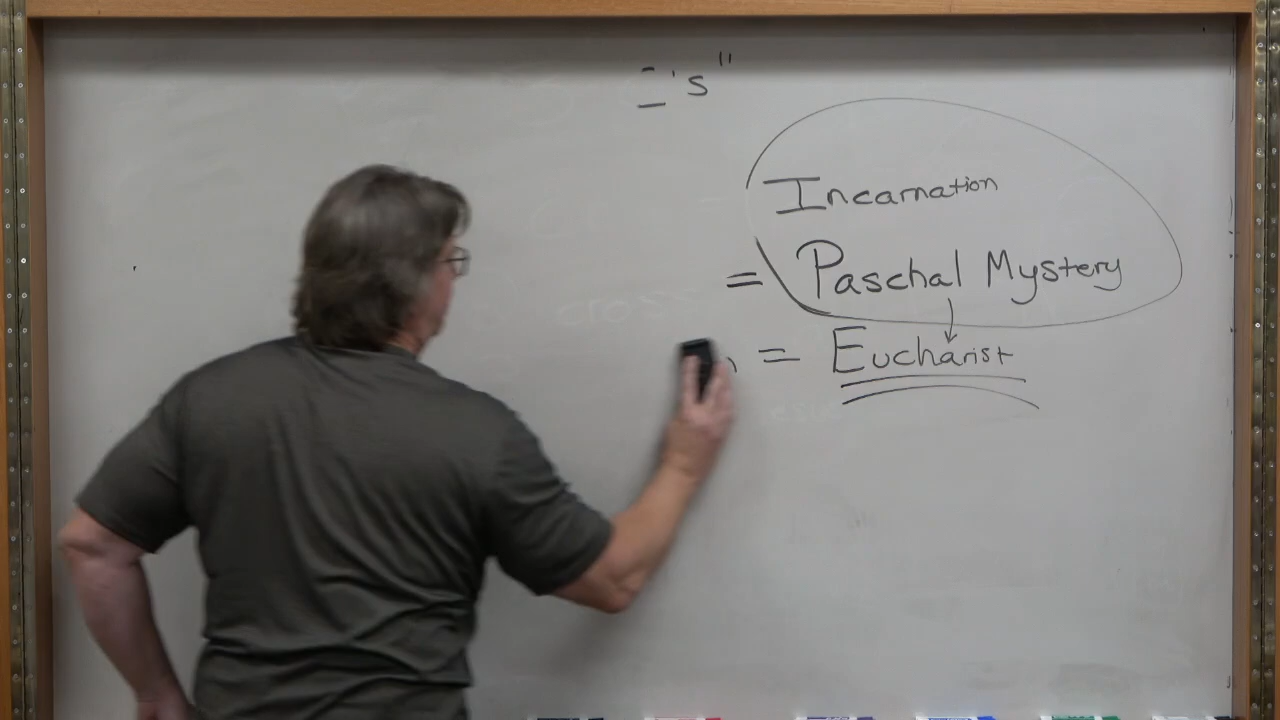 's"
Incarnation
= Paschal Mystery
= Eucharist